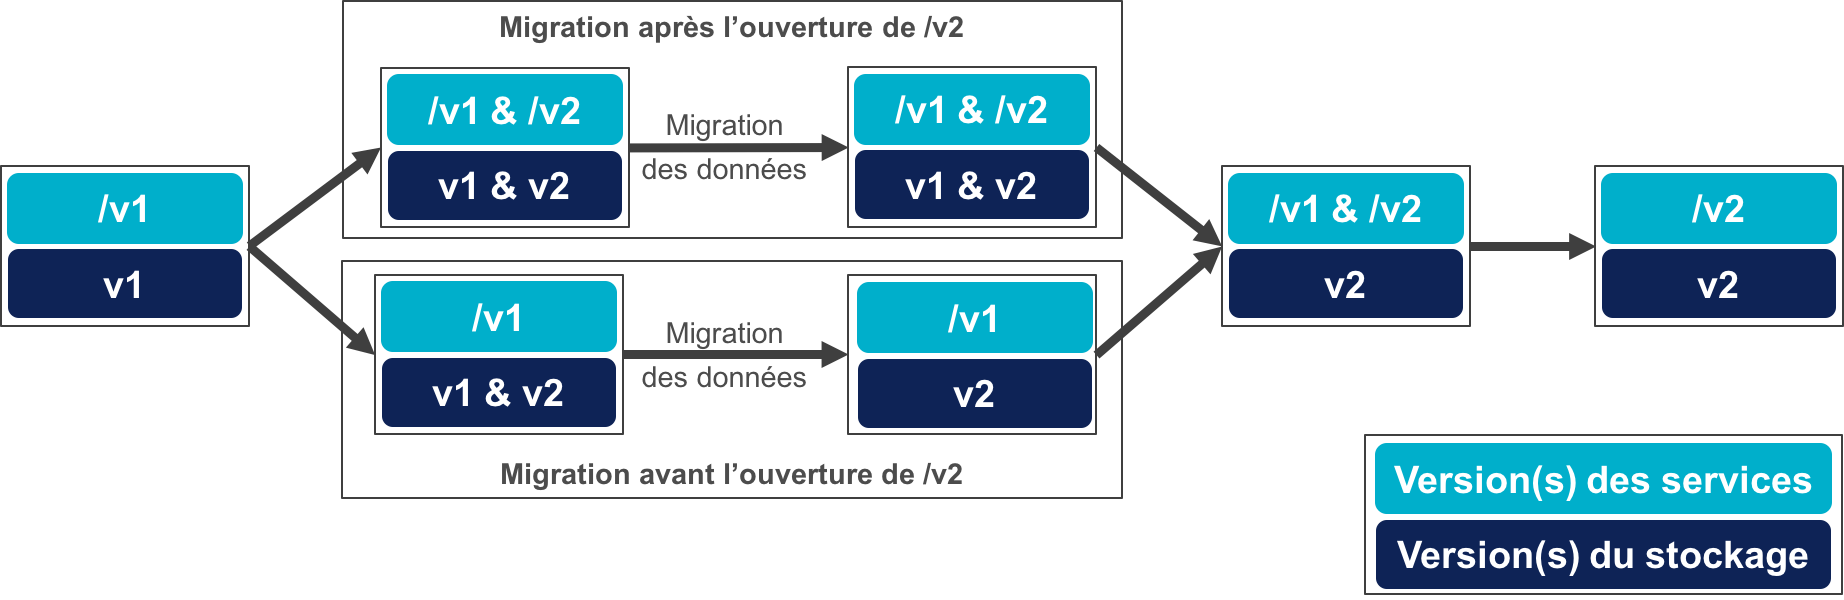 /v1
v1
Migration après l’ouverture de /v2
/v1 & /v2
v1 & v2
Migration
des données
/v1 & /v2
v1 & v2
/v1
v1 & v2
Migration
des données
/v1
v2
Migration avant l’ouverture de /v2
/v1 & /v2
v2
/v2
v2
Version(s) des services
Version(s) du stockage